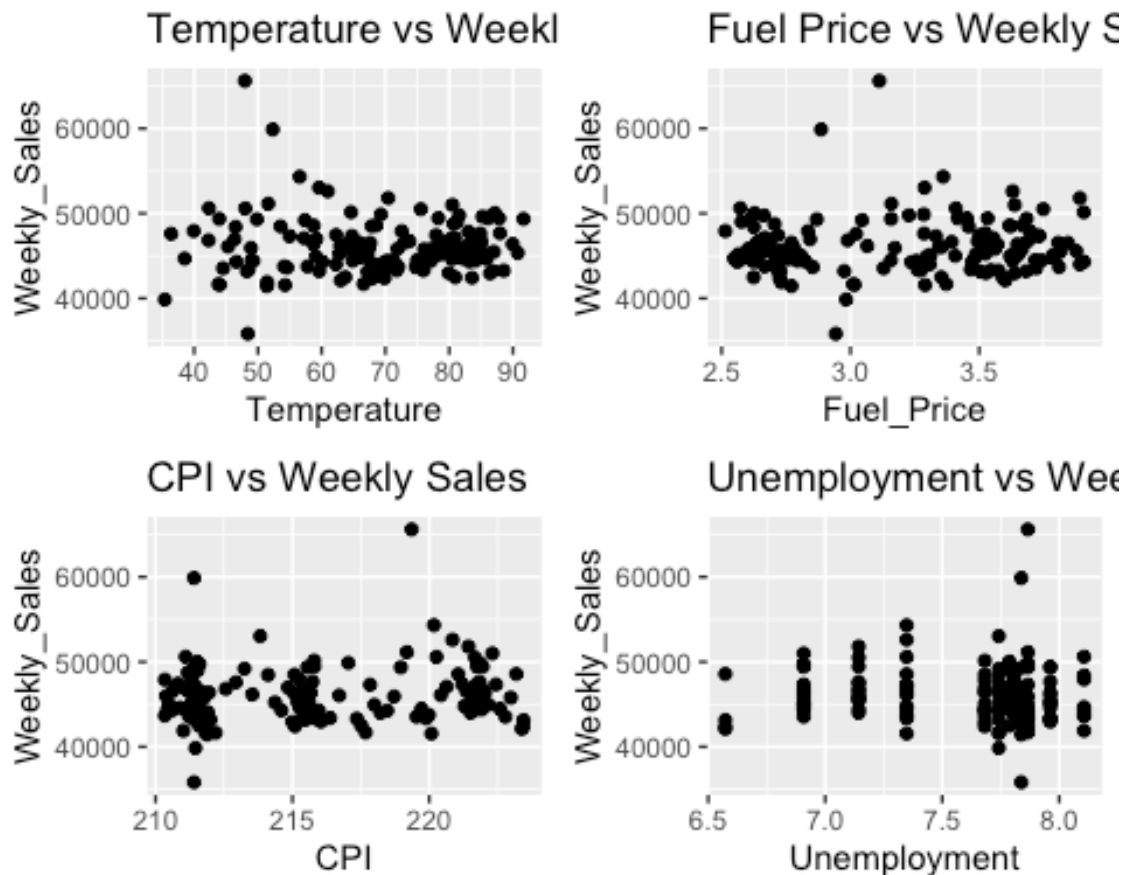 Temperature vs Weekl
Weekly_Sales
60000
50000
40000
40 50 60 70 80 90
Temperature
Fuel Price vs Weekly S
Weekly_Sales
60000
50000
40000
2.5 3.0 3.5
Fuel_Price
CPI vs Weekly Sales
Weekly_Sales
60000
50000
40000
210 215 220
CPI
Unemployment vs Wee
Weekly_Sales
60000
50000
40000
6.5 7.0 7.5 8.0
Unemployment